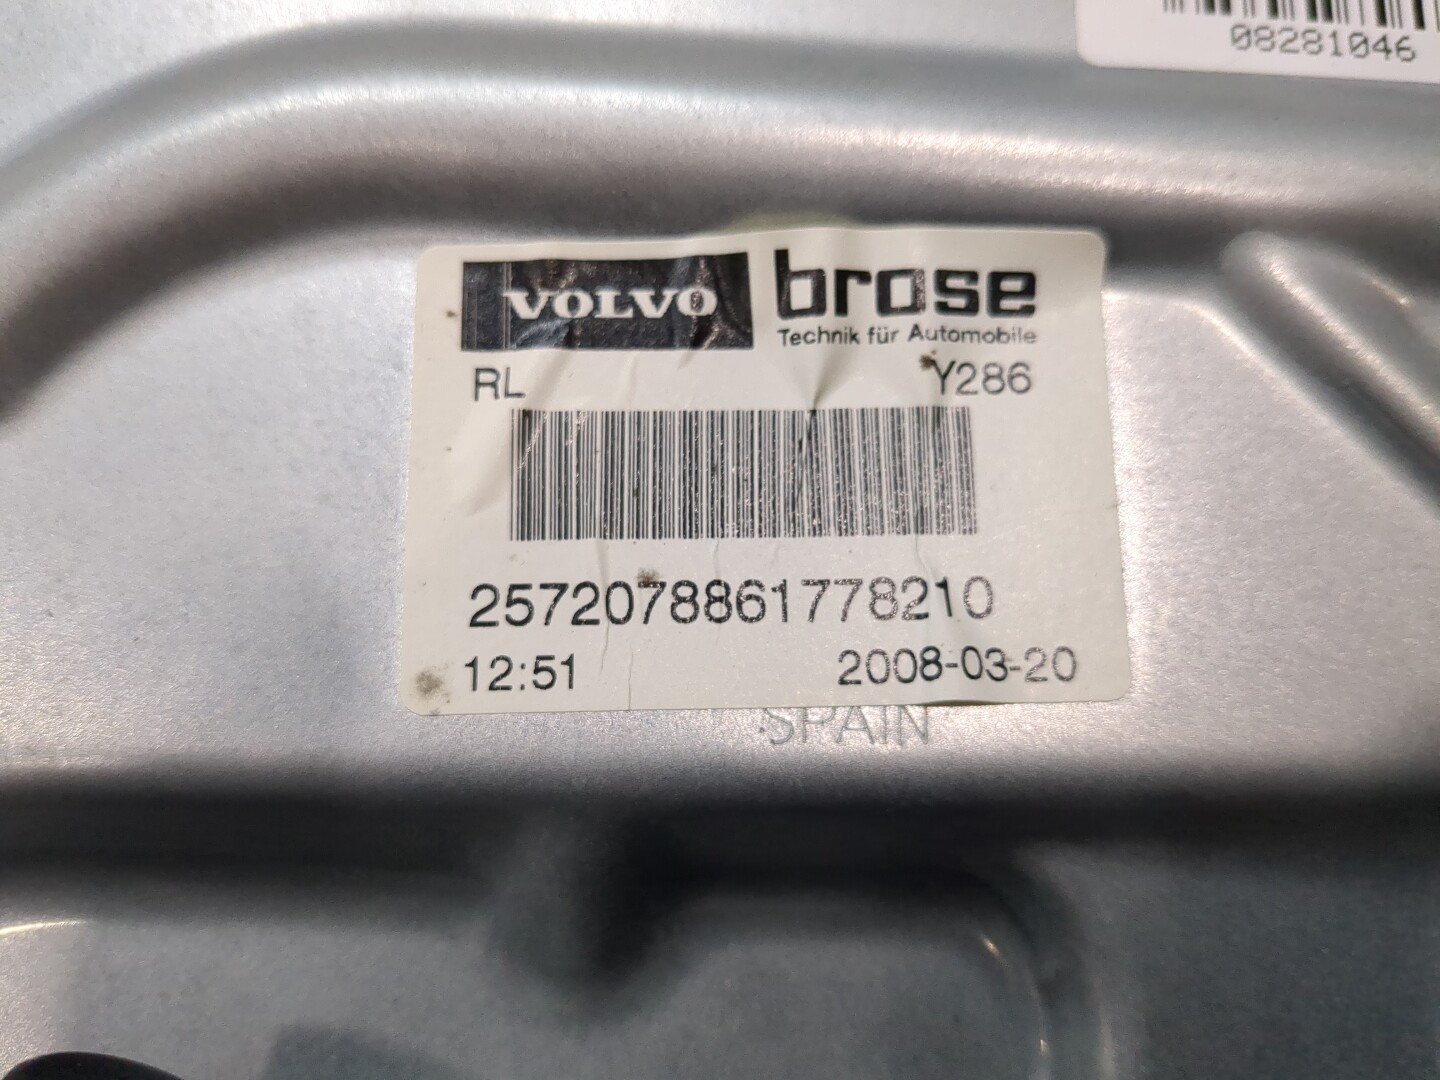 08281046
VOLVO brose
Technik für Automobile
RL Y286
2572078861778210
12:51 2008-03-20
SPAIN